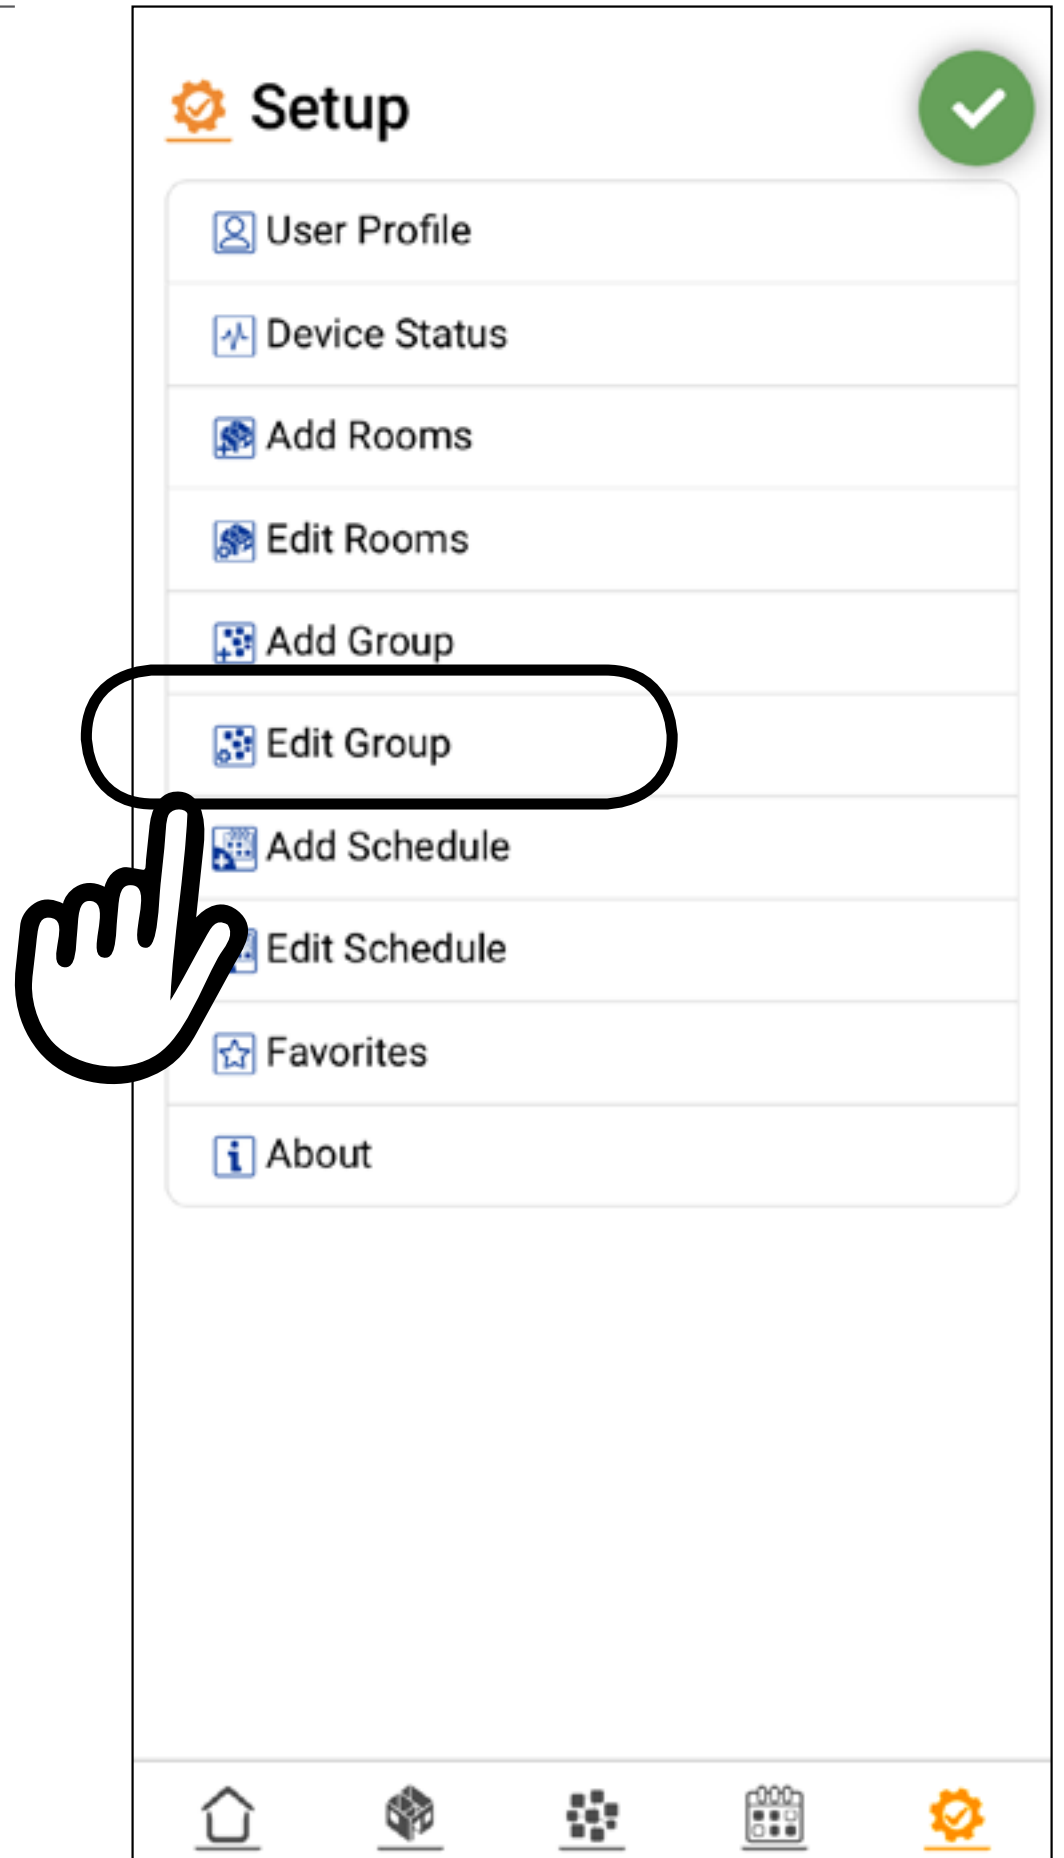 Setup
User Profile
Device Status
Add Rooms
Edit Rooms
Add Group
Edit Group
Add Schedule
Edit Schedule
Favorites
About